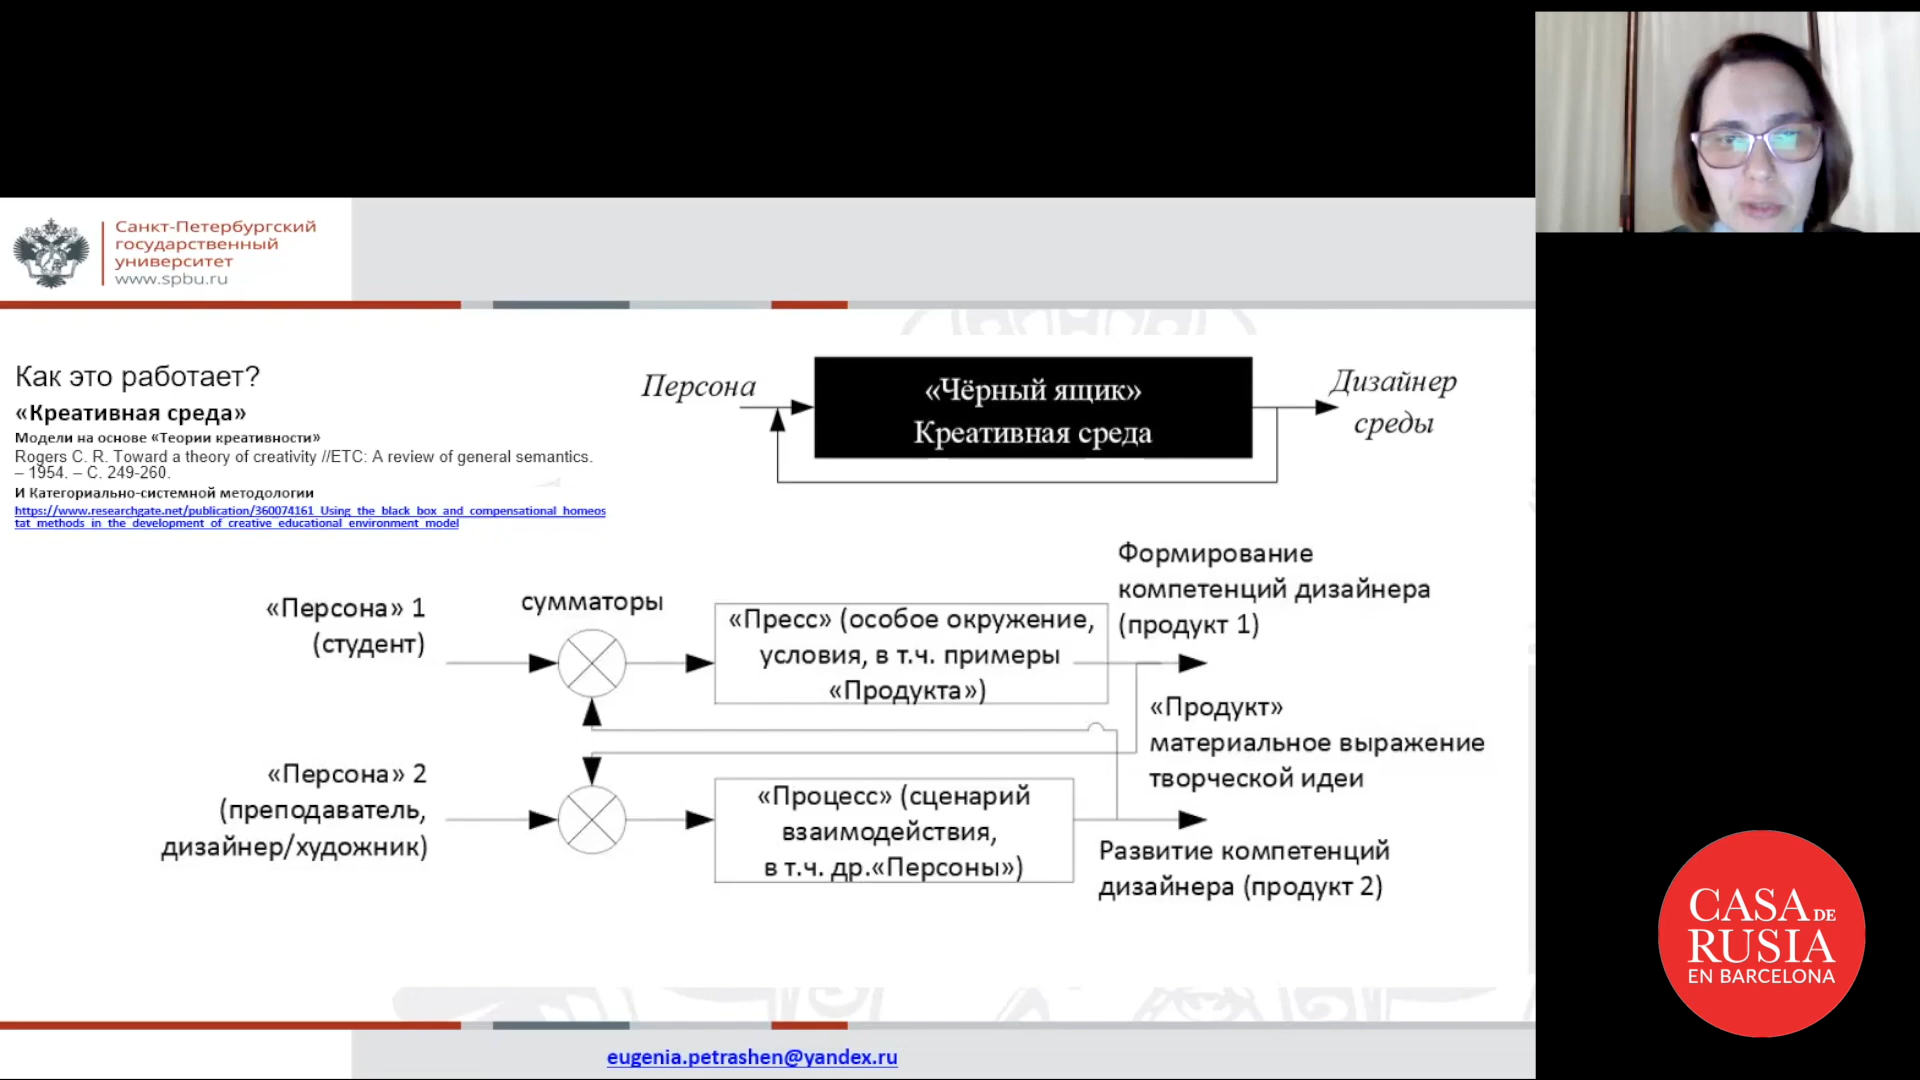 Санкт-Петербургский
государственный
университет
www.spbu.ru
Как это работает?
«Креативная среда»
Модели на основе «Теории креативности»
Rogers C. R. Toward a theory of creativity //ETC: A review of general semantics.
– 1954. – С. 249-260.
И Категориально-системной методологии
https://www.researchgate.net/publication/360074161_Using_the_black_box_and_compensational_homeos
tat_methods_in_the_development_of_creative_educational_environment_model
Персона
«Чёрный ящик»
Креативная среда
Дизайнер
среды
«Персона» 1
(студент)
сумматоры
«Пресс» (особое окружение,
условия, в т.ч. примеры
«Продукта»)
Формирование
компетенций дизайнера
(продукт 1)
«Продукт»
материальное выражение
творческой идеи
«Персона» 2
(преподаватель,
дизайнер/художник)
«Процесс» (сценарий
взаимодействия,
в т.ч. др.«Персоны»)
Развитие компетенций
дизайнера (продукт 2)
eugenia.petrashen@yandex.ru
CASA DE
RUSIA
EN BARCELONA